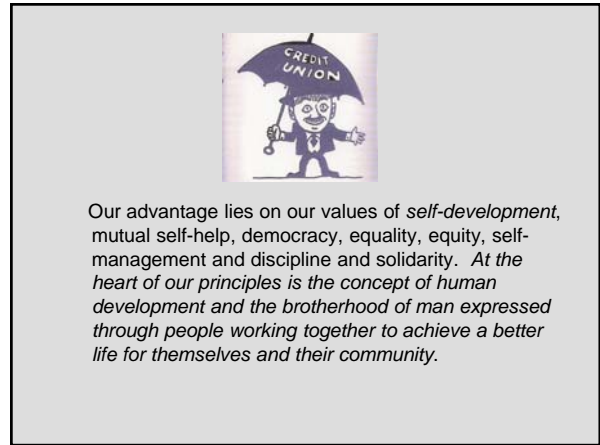 CREDIT
UNION
Our advantage lies on our values of self-development,
mutual self-help, democracy, equality, equity, self-
management and discipline and solidarity. At the
heart of our principles is the concept of human
development and the brotherhood of man expressed
through people working together to achieve a better
life for themselves and their community.